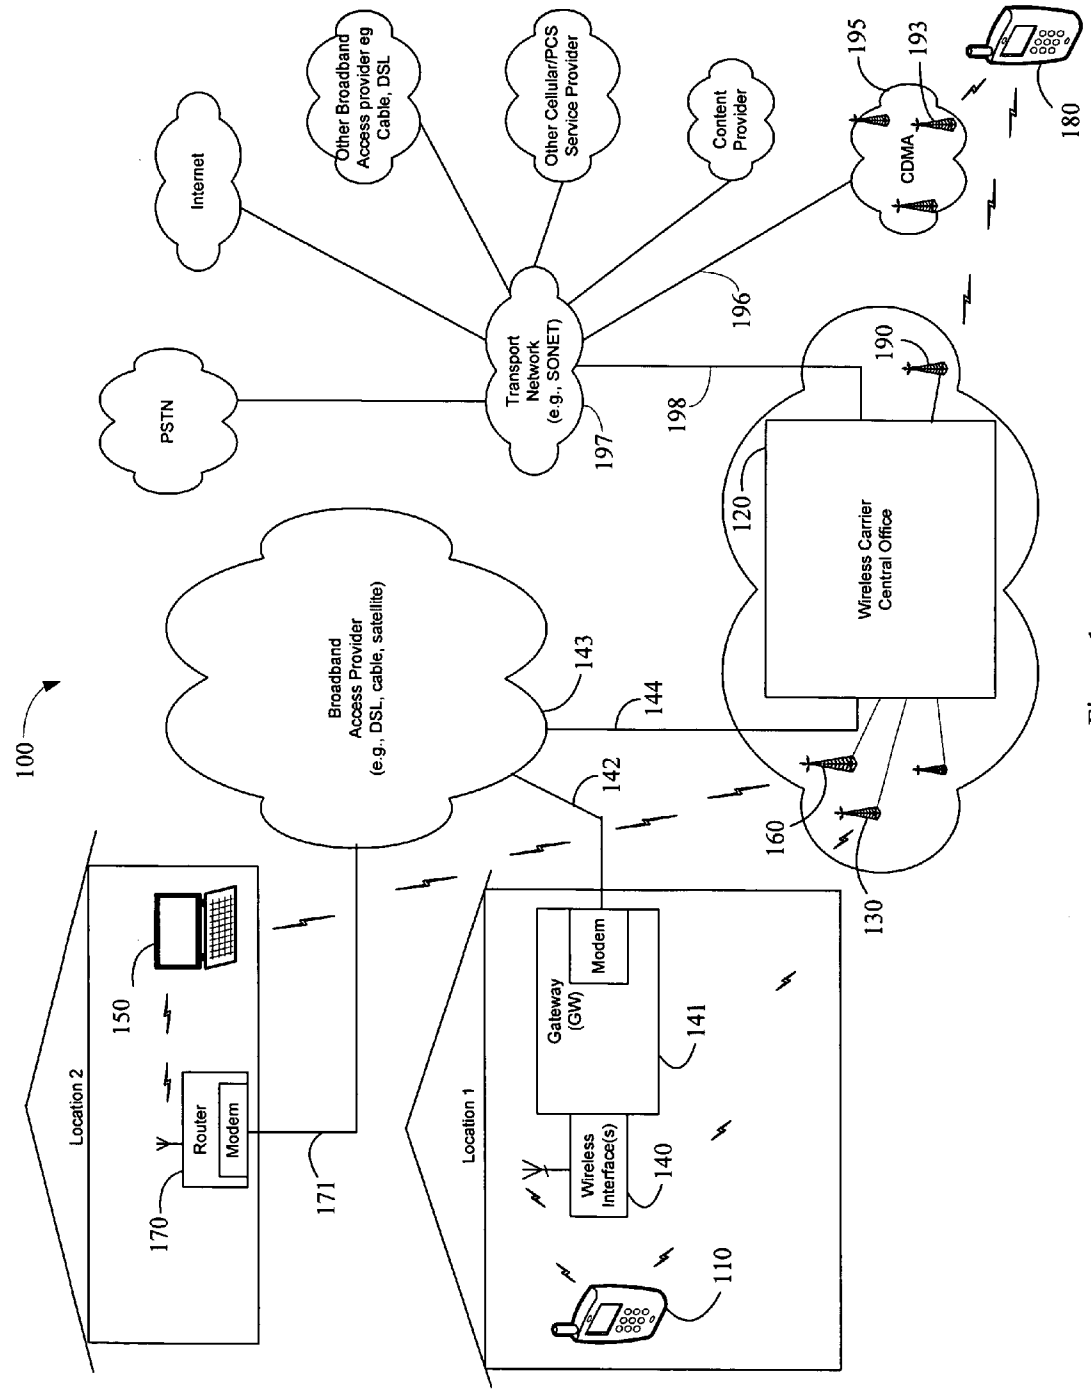 100
Location 2
150
170
Router
Modem
171
Location 1
Gateway
(GW)
Modem
141
Wireless
Interface(s)
140
110
Broadband
Access Provider
(e.g., DSL, cable, satellite)
143
144
142
160
130
120
Wireless Carrier
Central Office
190
PSTN
Internet
Other Broadband
Access provider eg
Cable, DSL
Other Cellular/PCS
Service Provider
Content
Provider
Transport
Network
(e.g., SONET)
197
198
196
CDMA
195
193
180